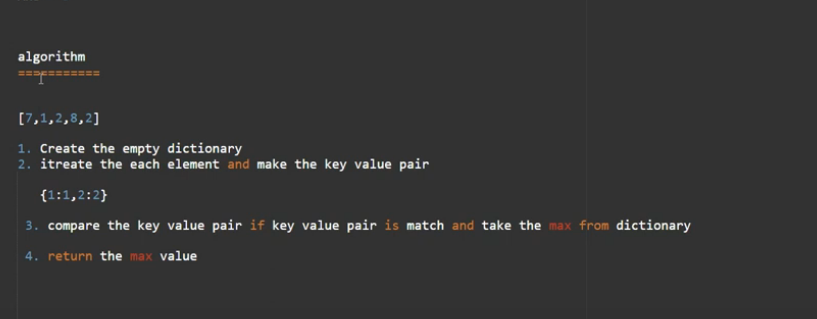 algorithm
===========
[7,1,2,8,2]
1. Create the empty dictionary
2. itreate the each element and make the key value pair
{1:1,2:2}
3. compare the key value pair if key value pair is match and take the max from dictionary
4. return the max value